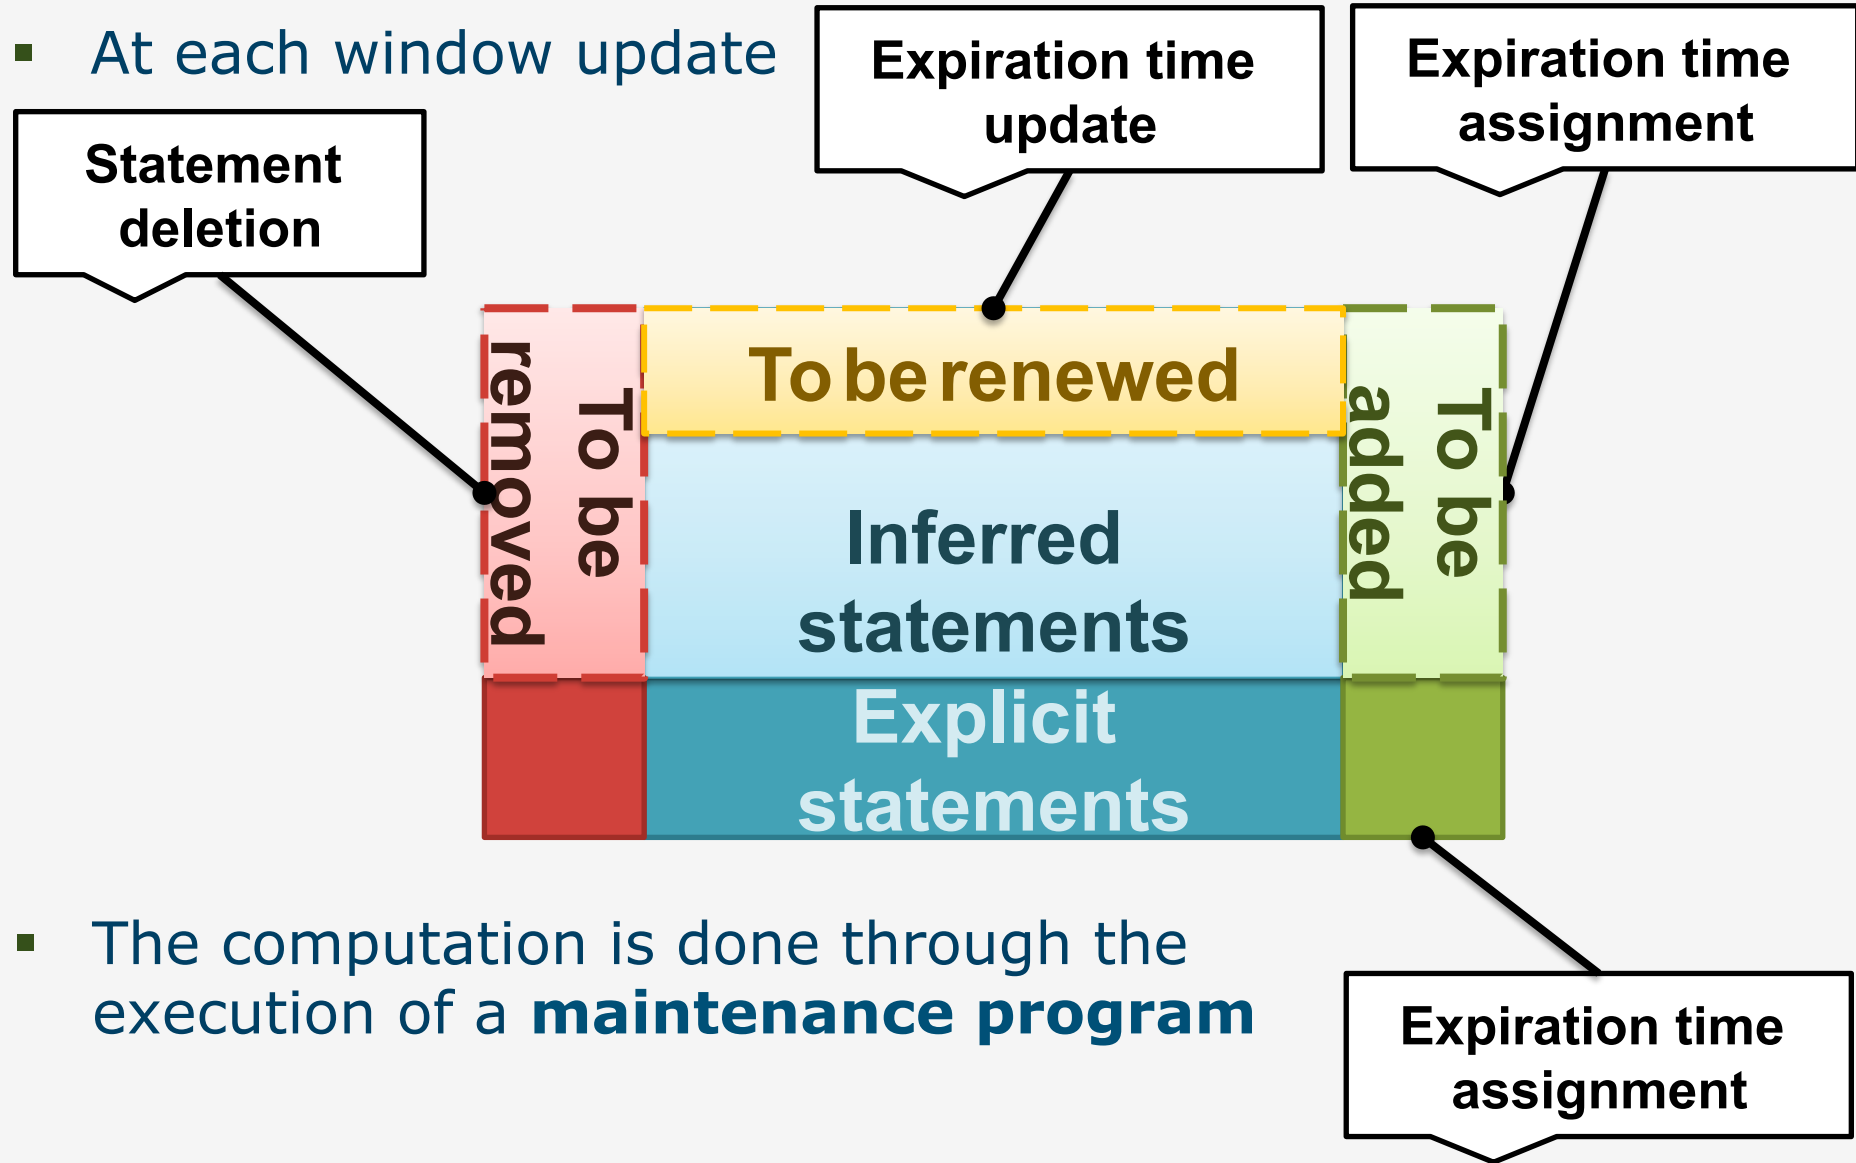 ▪ At each window update
Expiration time
update
Expiration time
assignment
Statement
deletion
To be
removed
To be renewed
To be
added
Inferred
statements
Explicit
statements
▪ The computation is done through the
execution of a maintenance program
Expiration time
assignment